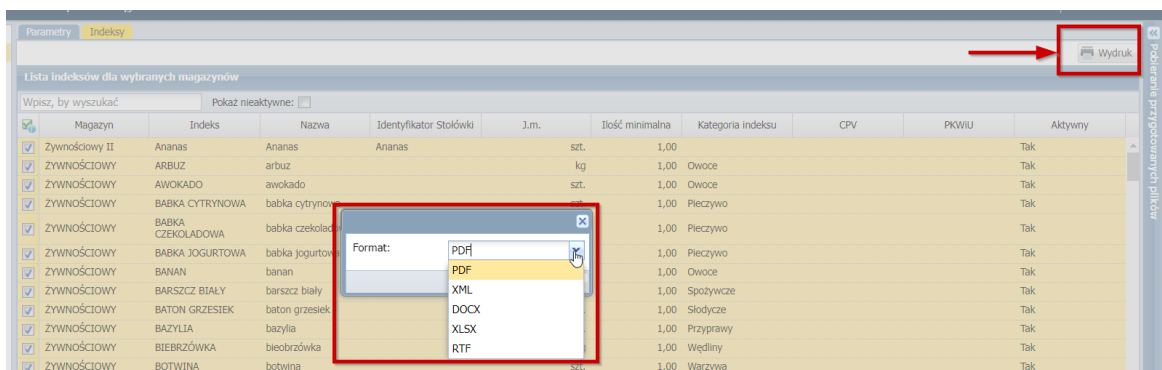 Parametry Indeksy
Wydruk
Lista indeksów dla wybranych magazynów
Wpisz, by wyszukać Pokaż nieaktywne:
Magazyn Indeks Nazwa Identyfikator Stołówki J.m. Ilość minimalna Kategoria indeksu CPV PKWiU Aktywny
Żywnościowy II Ananas Ananas Ananas szt. 1,00 Tak
ŻYWNOŚCIOWY ARBUZ arbuz kg 1,00 Owoce Tak
ŻYWNOŚCIOWY AWOKADO awokado szt. 1,00 Owoce Tak
ŻYWNOŚCIOWY BABKA CYTRYNOWA babka cytrynowa szt. 1,00 Pieczywo Tak
ŻYWNOŚCIOWY BABKA CZEKOLADOWA babka 1,00 Pieczywo Tak
ŻYWNOŚCIOWY BABKA JOGURTOWA babka jogurtowa 1,00 Pieczywo Tak
ŻYWNOŚCIOWY BANAN banan 1,00 Owoce Tak
ŻYWNOŚCIOWY BARSZCZ BIAŁY barszcz biały 1,00 Spożywcze Tak
ŻYWNOŚCIOWY BATON GRZESIEK baton grzesiek 1,00 Słodycze Tak
ŻYWNOŚCIOWY BAZYLIA bazylia 1,00 Przyprawy Tak
ŻYWNOŚCIOWY BIEBRZÓWKA bieobrzówka 1,00 Wędliny Tak
ŻYWNOŚCIOWY BOTWINA botwina szt. 1,00 Warzywa Tak
Format: PDF
PDF
XML
DOCX
XLSX
RTF
Pobieranie przygotowanych plików